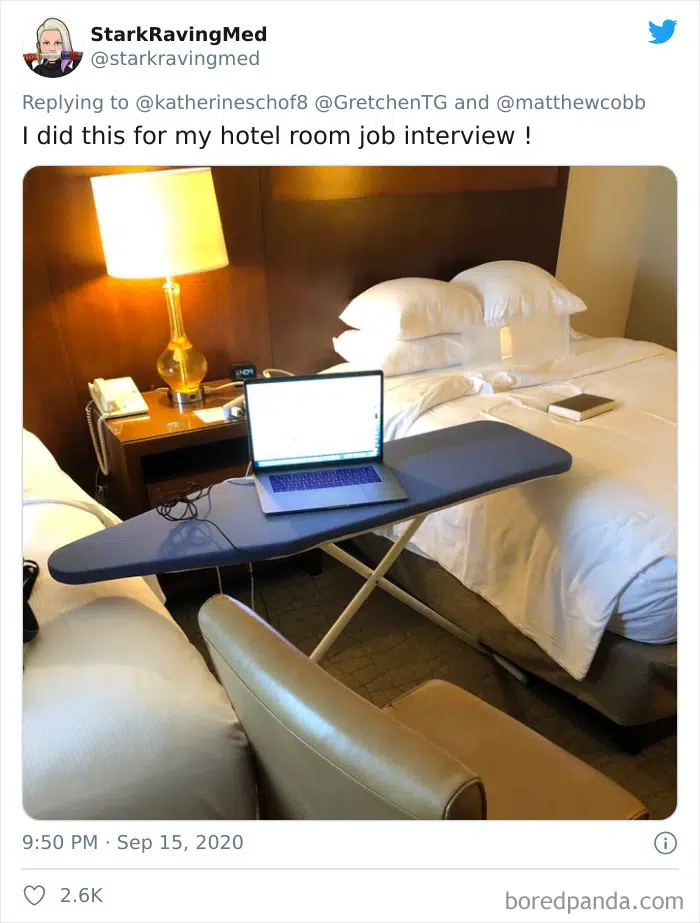 StarkRavingMed
@starkravingmed
Replying to @katherineschof8 @GretchenTG and @matthewcobb
I did this for my hotel room job interview !
9:50 PM · Sep 15, 2020
2.6K
boredpanda.com